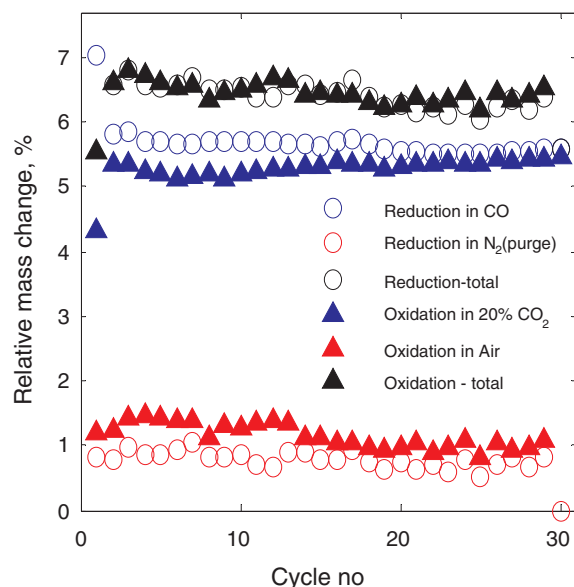 7
6
5
4
3
2
1
0
Relative mass change, %
Reduction in CO
Reduction in N₂(purge)
Reduction-total
Oxidation in 20% CO₂
Oxidation in Air
Oxidation - total
0 10 20 30
Cycle no